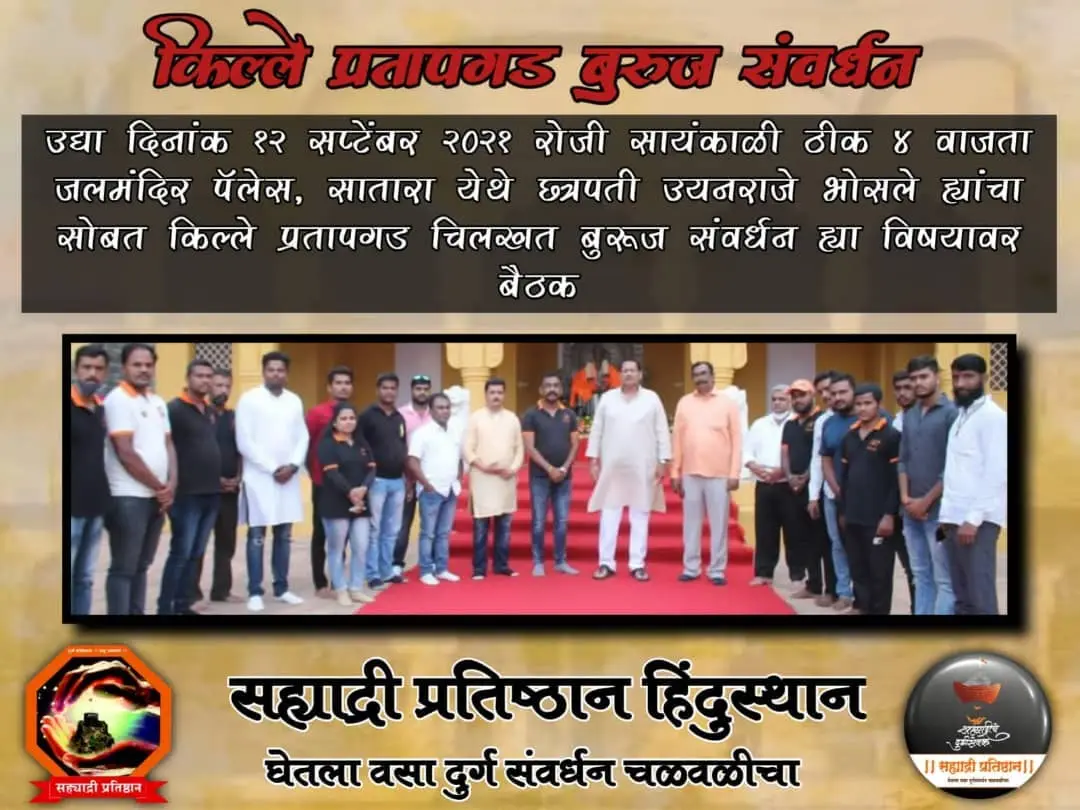 किल्ले प्रतापगड बुरुज संवर्धन
उद्या दिनांक १२ सप्टेंबर २०२१ रोजी सायंकाळी ठीक ४ वाजता
जलमंदिर पॅलेस, सातारा येथे छत्रपती उयनराजे भोसले ह्यांचा
सोबत किल्ले प्रतापगड चिलखत बुरूज संवर्धन ह्या विषयावर
बैठक
सह्याद्री प्रतिष्ठान हिंदुस्थान
घेतला वसा दुर्ग संवर्धन चळवळीचा
सह्याद्री प्रतिष्ठान
|| सह्याद्री प्रतिष्ठान ||